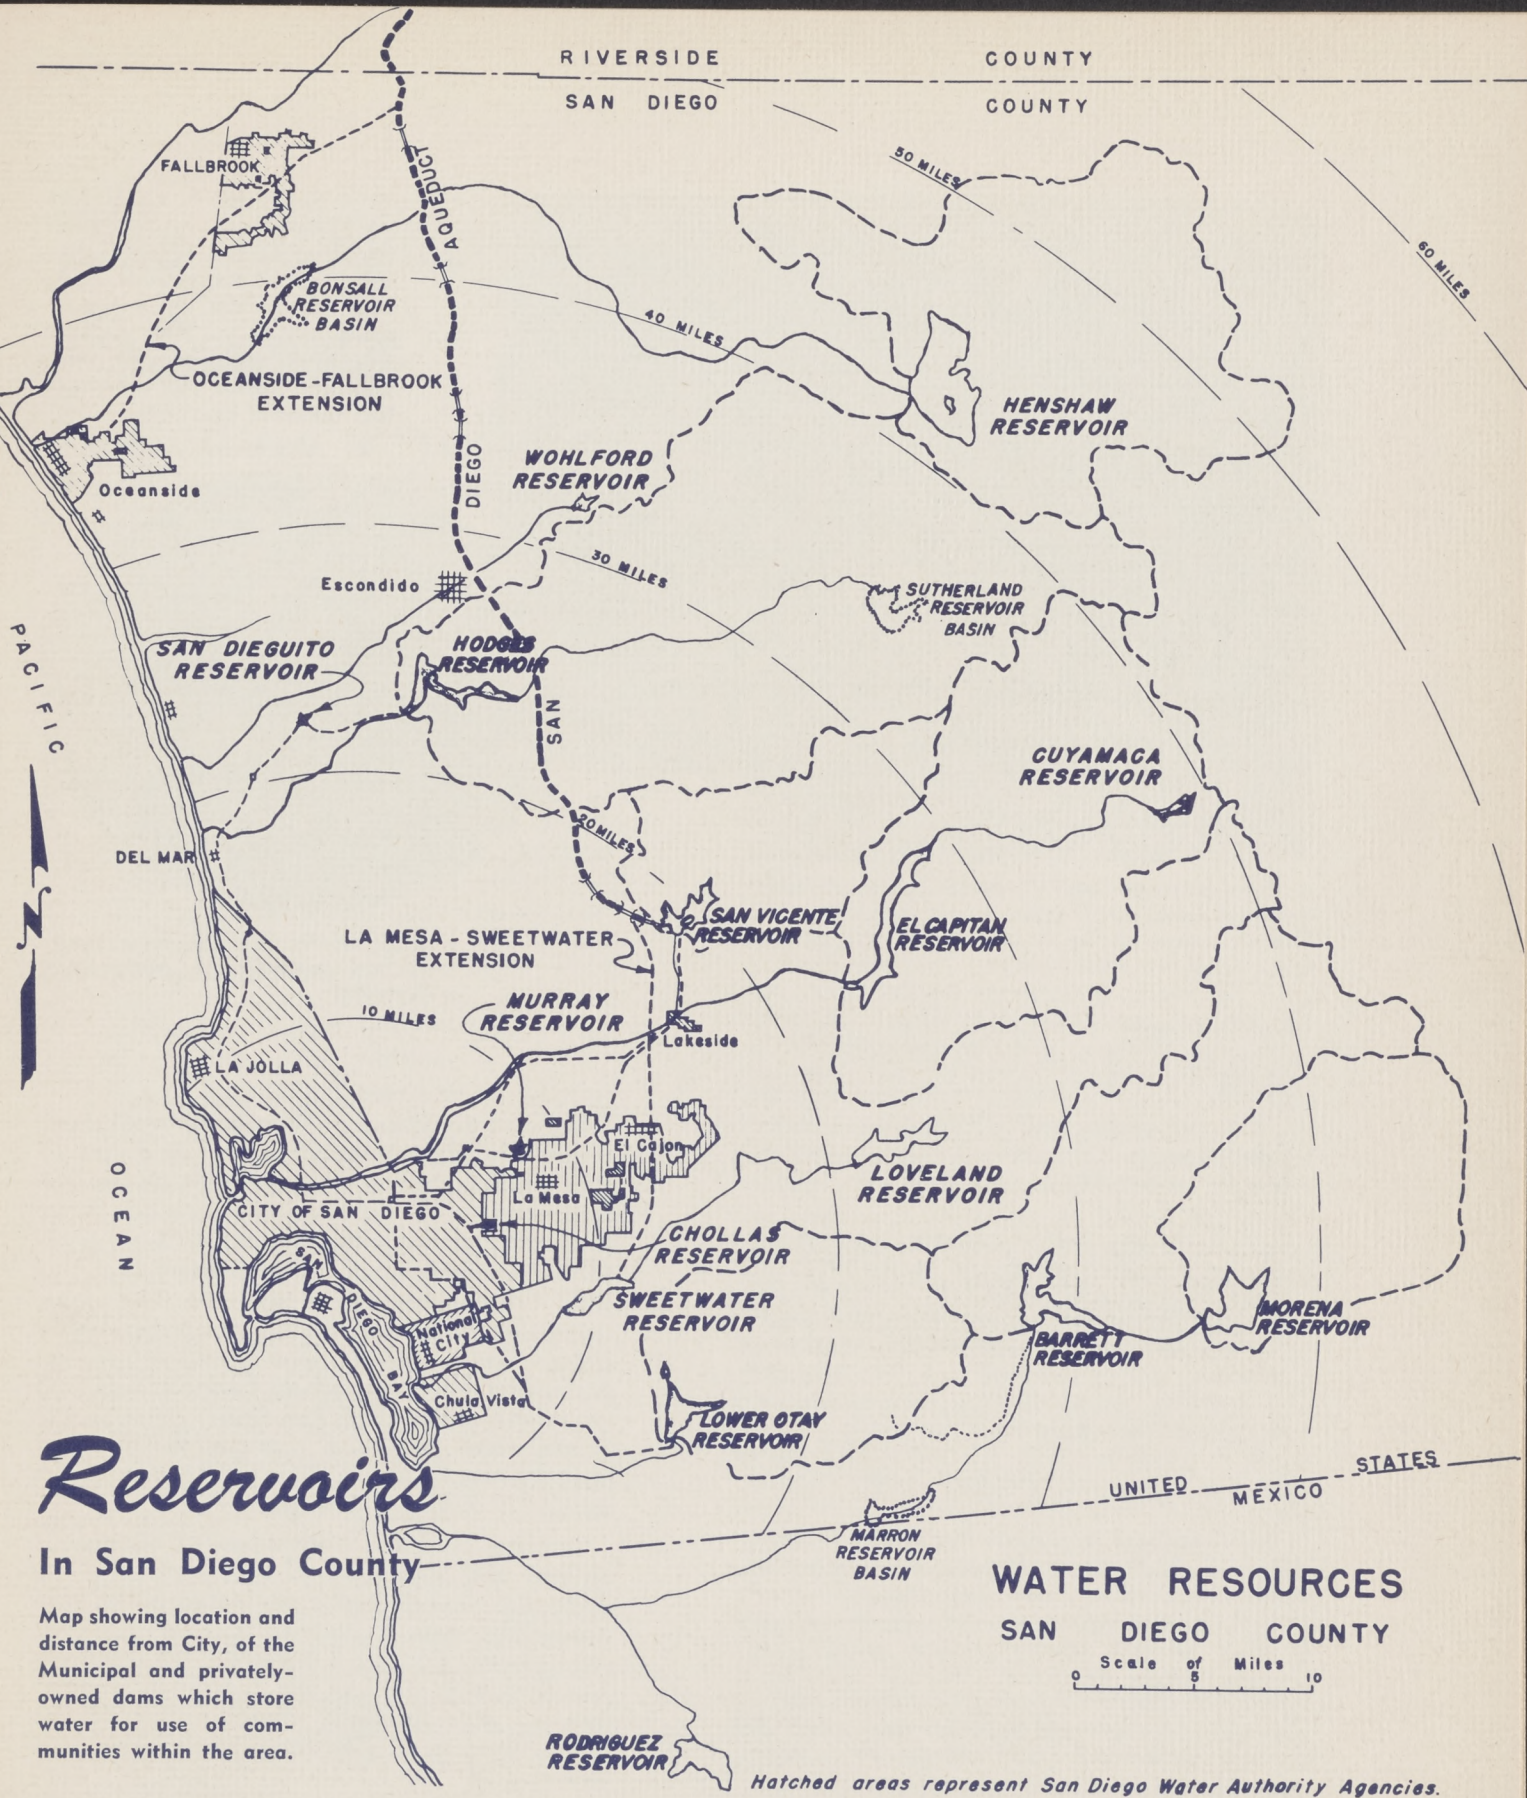 RIVERSIDE COUNTY
SAN DIEGO COUNTY
50 MILES
60 MILES
FALLBROOK
AQUEDUCT
BONSALL
RESERVOIR
BASIN
40 MILES
OCEANSIDE-FALLBROOK
EXTENSION
HENSHAW
RESERVOIR
WOHLFORD
RESERVOIR
DIEGO
Oceanside
30 MILES
Escondido
SUTHERLAND
RESERVOIR
BASIN
PACIFIC
SAN DIEGUITO
RESERVOIR
HODGES
RESERVOIR
SAN
CUYAMACA
RESERVOIR
20 MILES
DEL MAR
N
SAN VICENTE
RESERVOIR
EL CAPITAN
RESERVOIR
LA MESA - SWEETWATER
EXTENSION
10 MILES
MURRAY
RESERVOIR
Lakeside
LA JOLLA
El Cajon
OCEAN
LOVELAND
RESERVOIR
La Mesa
CITY OF SAN DIEGO
CHOLLAS
RESERVOIR
SAN DIEGO BAY
SWEETWATER
RESERVOIR
National
City
MORENA
RESERVOIR
BARRETT
RESERVOIR
Chula Vista
LOWER OTAY
RESERVOIR
Reservoirs
UNITED STATES
MEXICO
In San Diego County
MARRON
RESERVOIR
BASIN
Map showing location and
distance from City, of the
Municipal and privately-
owned dams which store
water for use of com-
munities within the area.
WATER RESOURCES
SAN DIEGO COUNTY
Scale of Miles
0 5 10
RODRIGUEZ
RESERVOIR
Hatched areas represent San Diego Water Authority Agencies.